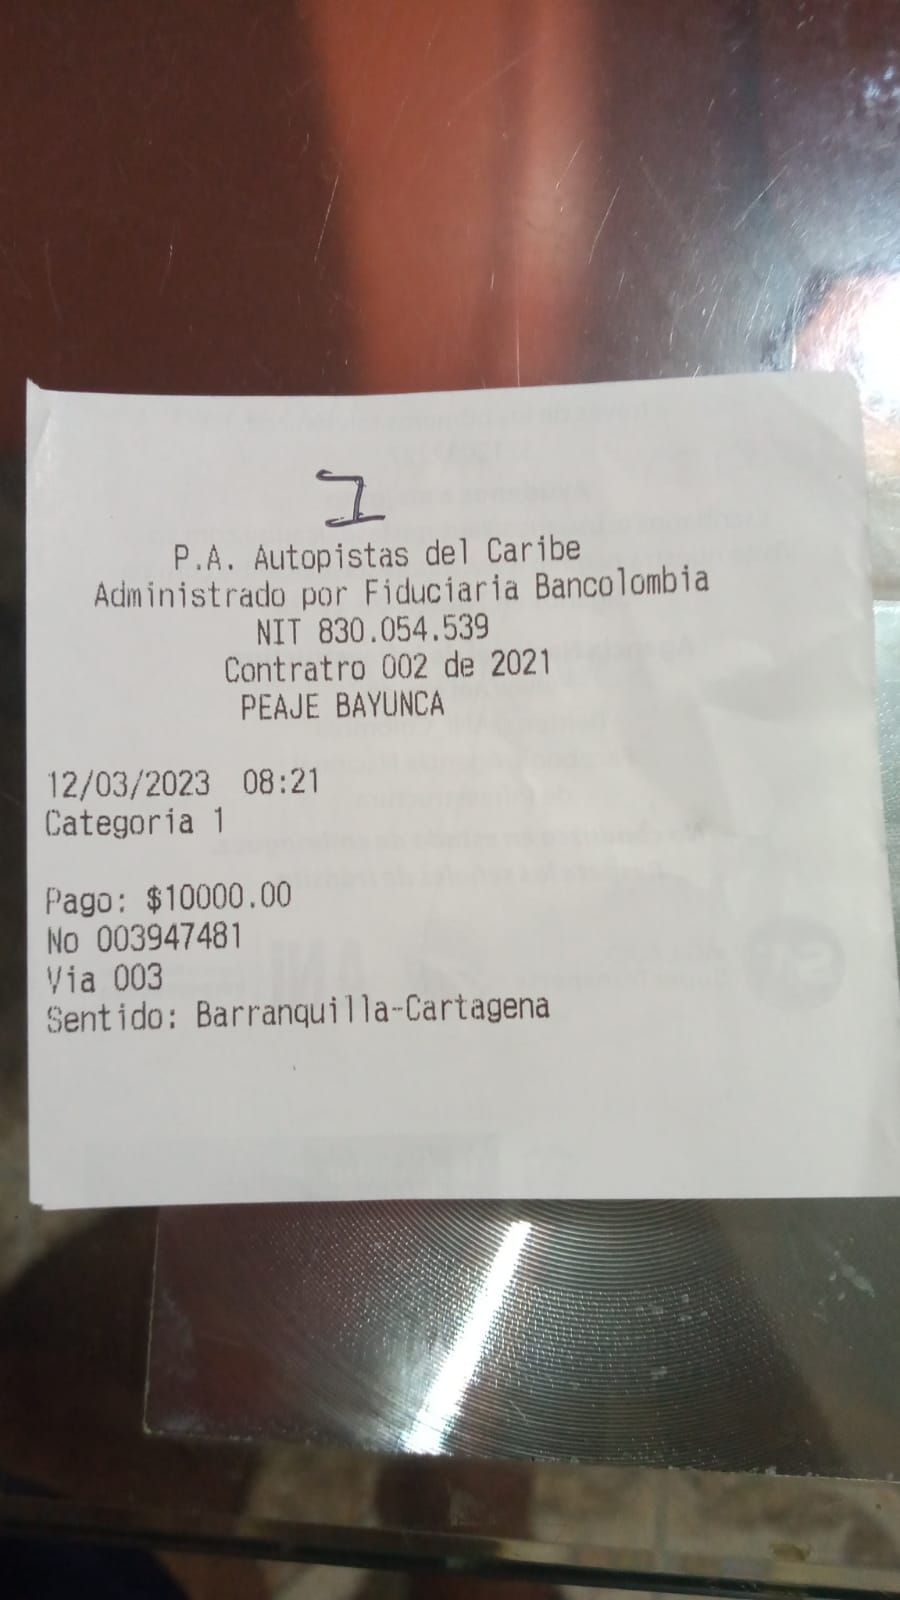 I
P.A. Autopistas del Caribe
Administrado por Fiduciaria Bancolombia
NIT 830.054.539
Contratro 002 de 2021
PEAJE BAYUNCA
12/03/2023 08:21
Categoria 1
Pago: $10000.00
No 003947481
Via 003
Sentido: Barranquilla-Cartagena